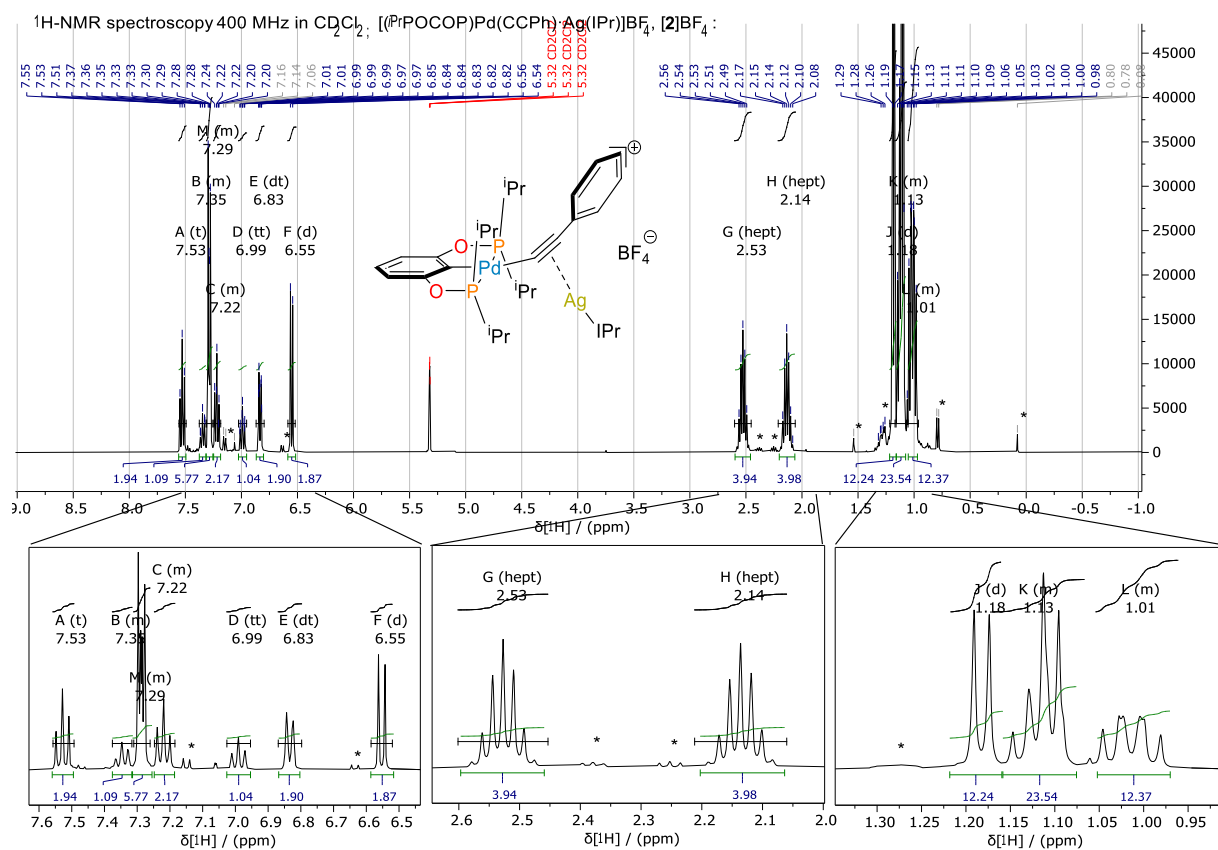 ¹H-NMR spectroscopy 400 MHz in CD₂Cl₂; [(ⁱᴾʳPOCOP)Pd(CCPh)·Ag(IPr)]BF₄, [2]BF₄ :
7.55 7.53 7.51 7.37 7.36 7.35 7.33 7.33 7.30 7.29 7.28 7.28 7.24 7.22 7.22 7.20 7.20 7.16 7.14 7.06 7.01 7.01 6.99 6.99 6.99 6.97 6.97 6.85 6.84 6.84 6.83 6.82 6.82 6.56 6.54 5.32 CD2Cl2 5.32 CD2Cl2 5.32 CD2Cl2 2.56 2.54 2.53 2.51 2.49 2.17 2.15 2.14 2.12 2.10 2.08 1.29 1.28 1.26 1.19 1.17 1.15 1.13 1.11 1.11 1.10 1.09 1.06 1.05 1.03 1.02 1.00 1.00 0.98 0.80 0.78 0.08
M (m)
7.29
B (m) E (dt) H (hept) K (m)
7.35 6.83 2.14 1.13
A (t) D (tt) F (d) G (hept) J (d)
7.53 6.99 6.55 2.53 1.18
C (m) L (m)
7.22 1.01
ⁱPr
ⁱPr
ⁱPr
ⁱPr
O P
Pd
O P
Ag
IPr
+
BF₄⁻
* * * * * * * *
50000
45000
40000
35000
30000
25000
20000
15000
10000
5000
0
1.94 1.09 5.77 2.17 1.04 1.90 1.87 3.94 3.98 12.24 23.54 12.37
9.0 8.5 8.0 7.5 7.0 6.5 6.0 5.5 5.0 4.5 4.0 3.5 3.0 2.5 2.0 1.5 1.0 0.5 0.0 -0.5 -1.0
δ[1H] / (ppm)
C (m)
7.22
A (t) B (m) D (tt) E (dt) F (d)
7.53 7.35 6.99 6.83 6.55
M (m)
7.29
* *
1.94 1.09 5.77 2.17 1.04 1.90 1.87
7.6 7.5 7.4 7.3 7.2 7.1 7.0 6.9 6.8 6.7 6.6 6.5
δ[1H] / (ppm)
G (hept) H (hept)
2.53 2.14
* *
3.94 3.98
2.6 2.5 2.4 2.3 2.2 2.1 2.0
δ[1H] / (ppm)
J (d) K (m) L (m)
1.18 1.13 1.01
*
12.24 23.54 12.37
1.30 1.25 1.20 1.15 1.10 1.05 1.00 0.95
δ[1H] / (ppm)